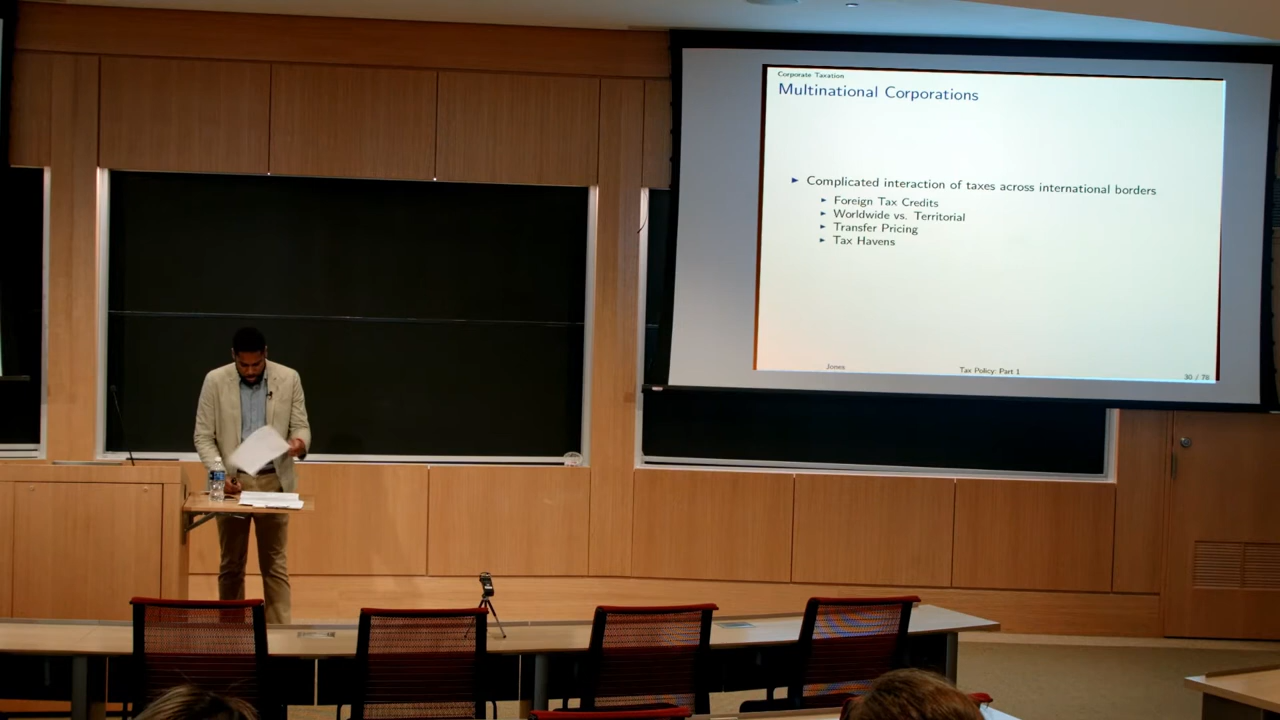 Corporate Taxation
Multinational Corporations
Complicated interaction of taxes across international borders
Foreign Tax Credits
Worldwide vs. Territorial
Transfer Pricing
Tax Havens
Jones
Tax Policy: Part 1
30 / 78